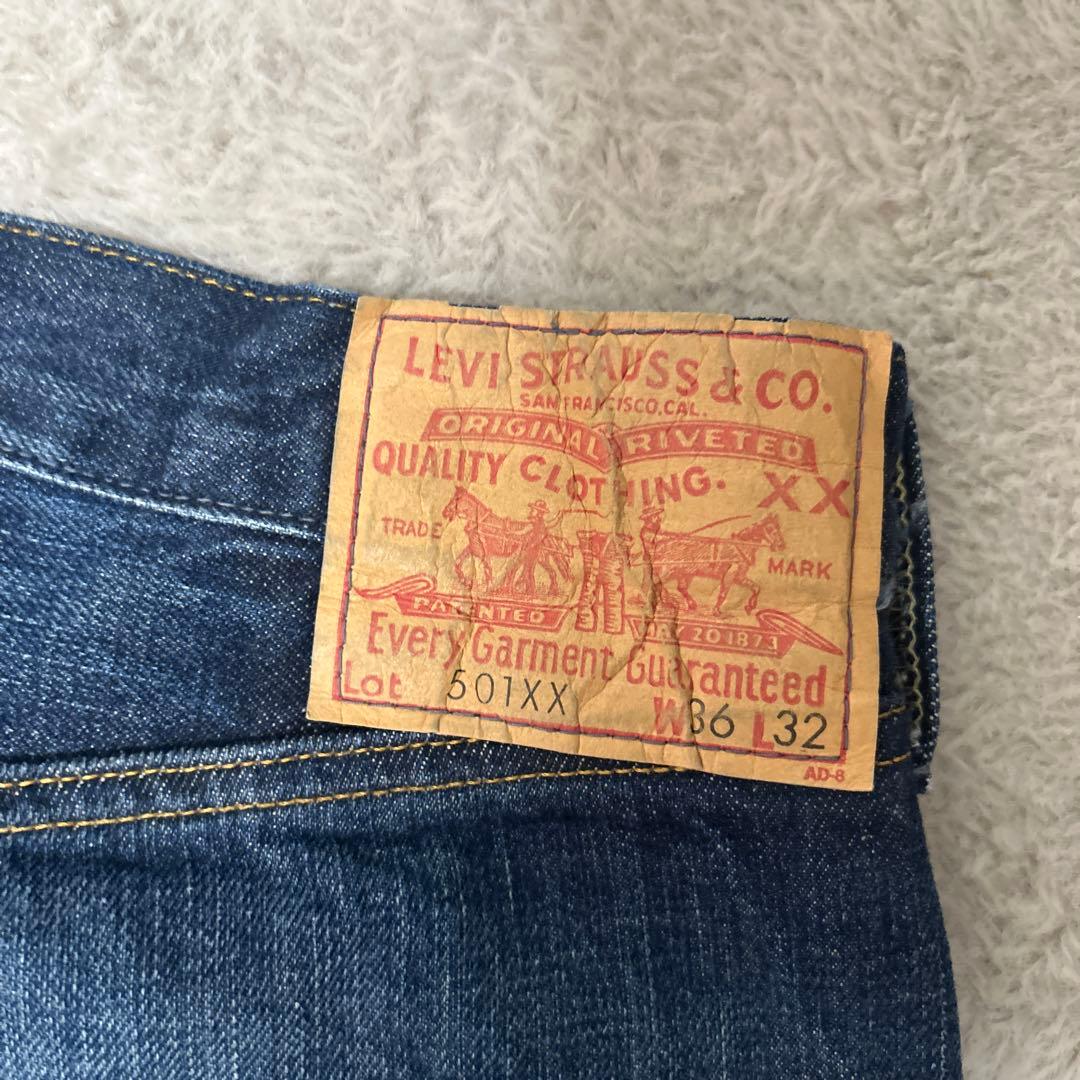 LEVI STRAUSS & CO.
SAN FRANCISCO, CAL.
ORIGINAL RIVETED
QUALITY CLOTHING. XX
TRADE MARK
PATENTED MAY 20 1873
Every Garment Guaranteed
Lot 501XX
W36 L32
AD-8